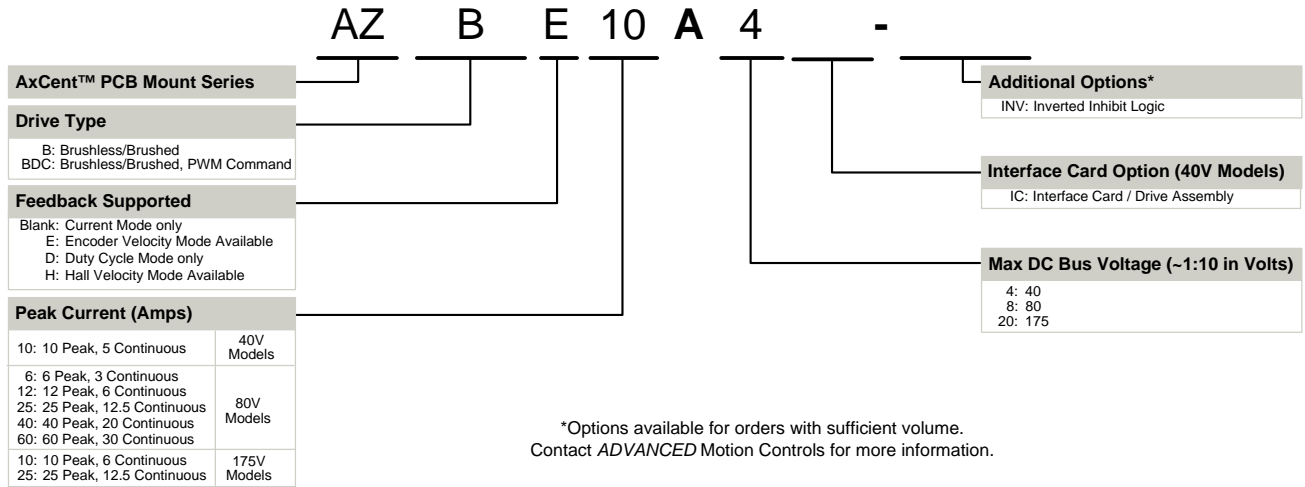 AZ B E 10 A 4 -
AxCent™ PCB Mount Series
Drive Type
B: Brushless/Brushed
BDC: Brushless/Brushed, PWM Command
Feedback Supported
Blank: Current Mode only
E: Encoder Velocity Mode Available
D: Duty Cycle Mode only
H: Hall Velocity Mode Available
Peak Current (Amps)
10: 10 Peak, 5 Continuous
40V
Models
6: 6 Peak, 3 Continuous
12: 12 Peak, 6 Continuous
25: 25 Peak, 12.5 Continuous
40: 40 Peak, 20 Continuous
60: 60 Peak, 30 Continuous
80V
Models
10: 10 Peak, 6 Continuous
25: 25 Peak, 12.5 Continuous
175V
Models
Additional Options*
INV: Inverted Inhibit Logic
Interface Card Option (40V Models)
IC: Interface Card / Drive Assembly
Max DC Bus Voltage (~1:10 in Volts)
4: 40
8: 80
20: 175
*Options available for orders with sufficient volume.
Contact ADVANCED Motion Controls for more information.